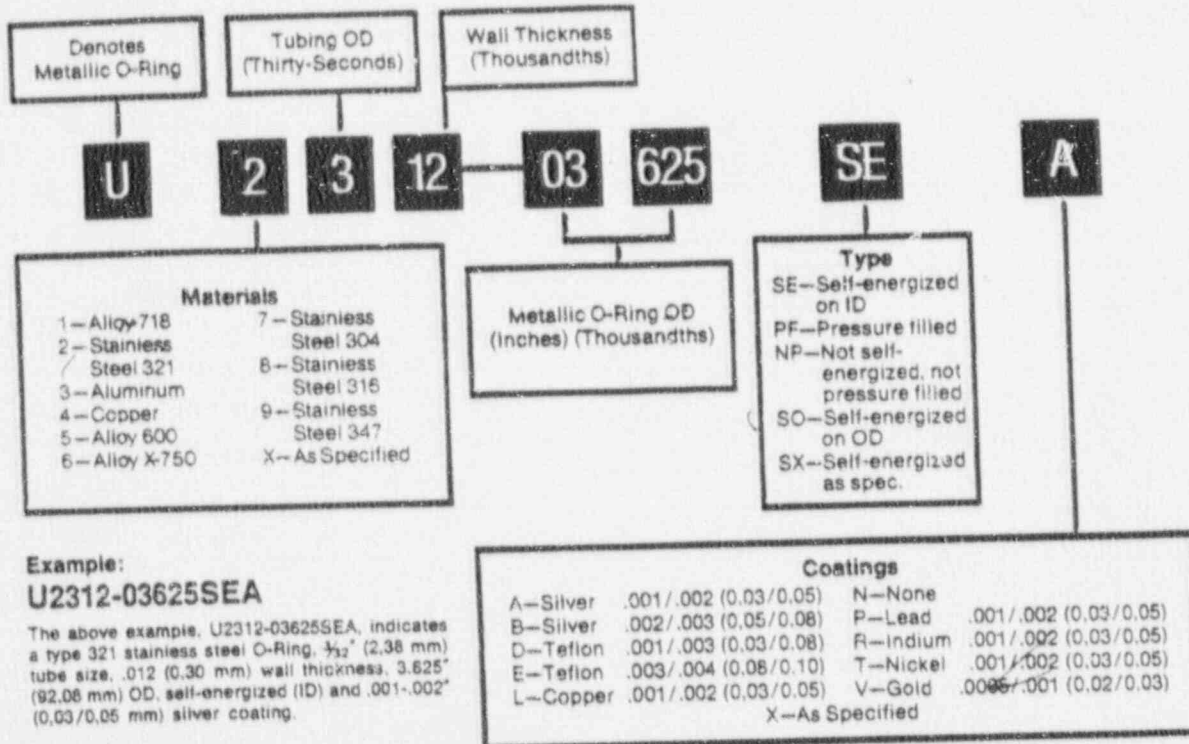 Denotes
Metallic O-Ring
Tubing OD
(Thirty-Seconds)
Wall Thickness
(Thousandths)
U 2 3 12 03 625 SE A
Materials
1–Alloy 718
2–Stainless
Steel 321
3–Aluminum
4–Copper
5–Alloy 600
6–Alloy X-750
7–Stainless
Steel 304
8–Stainless
Steel 316
9–Stainless
Steel 347
X–As Specified
Metallic O-Ring OD
(Inches) (Thousandths)
Type
SE–Self-energized
on ID
PF–Pressure filled
NP–Not self-
energized, not
pressure filled
SO–Self-energized
on OD
SX–Self-energized
as spec.
Example:
U2312-03625SEA
The above example, U2312-03625SEA, indicates
a type 321 stainless steel O-Ring, 3/32" (2,38 mm)
tube size, .012 (0,30 mm) wall thickness, 3.625"
(92,08 mm) OD, self-energized (ID) and .001-.002"
(0,03/0,05 mm) silver coating.
Coatings
A–Silver .001/.002 (0,03/0,05)
B–Silver .002/.003 (0,05/0,08)
D–Teflon .001/.003 (0,03/0,08)
E–Teflon .003/.004 (0,08/0,10)
L–Copper .001/.002 (0,03/0,05)
N–None
P–Lead .001/.002 (0,03/0,05)
R–Indium .001/.002 (0,03/0,05)
T–Nickel .001/.002 (0,03/0,05)
V–Gold .0005/.001 (0,02/0,03)
X–As Specified